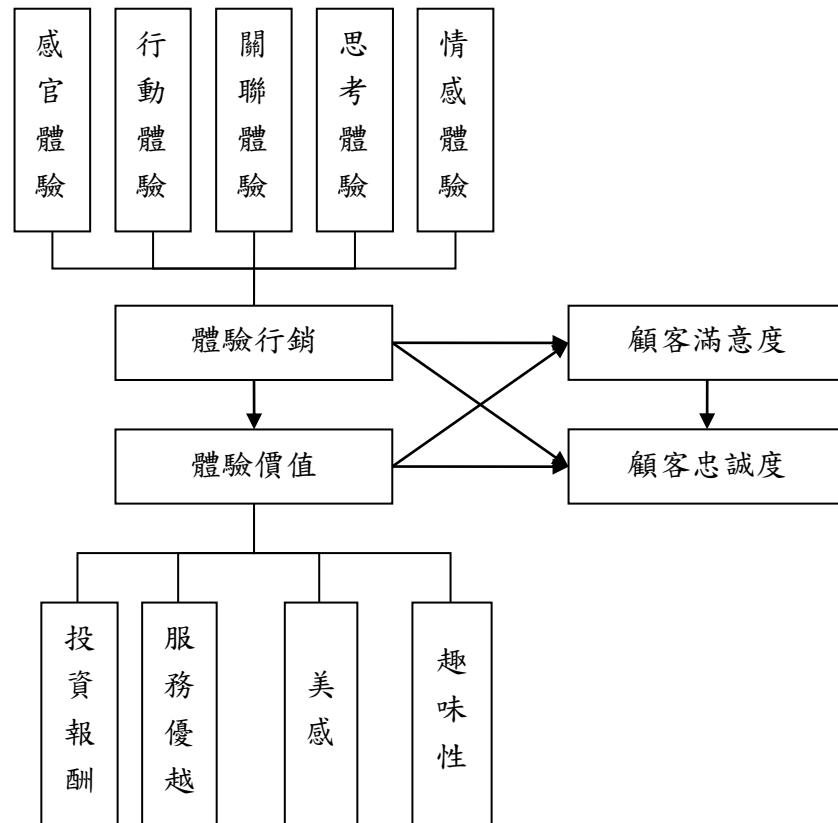 感官體驗
行動體驗
關聯體驗
思考體驗
情感體驗
體驗行銷
顧客滿意度
體驗價值
顧客忠誠度
投資報酬
服務優越
美感
趣味性